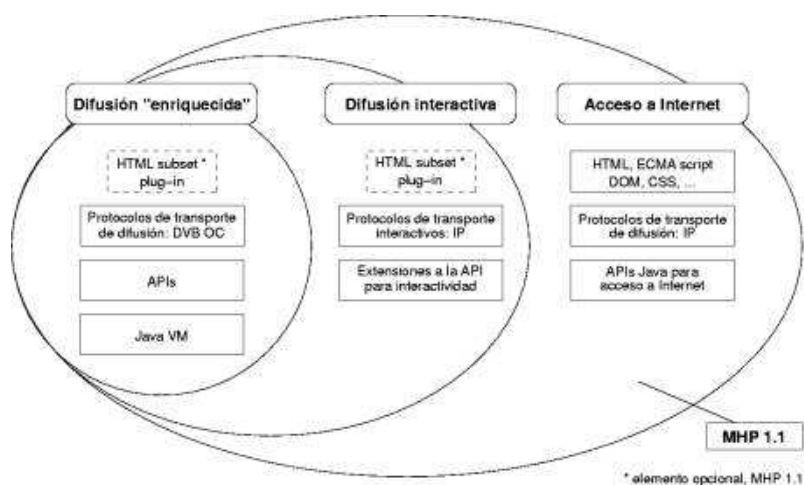 Difusión "enriquecida"
HTML subset *
plug-in
Protocolos de transporte
de difusión: DVB OC
APIs
Java VM
Difusión interactiva
HTML subset *
plug-in
Protocolos de transporte
interactivos: IP
Extensiones a la API
para interactividad
Acceso a Internet
HTML, ECMA script
DOM, CSS, ...
Protocolos de transporte
de difusión: IP
APIs Java para
acceso a Internet
MHP 1.1
* elemento opcional, MHP 1.1